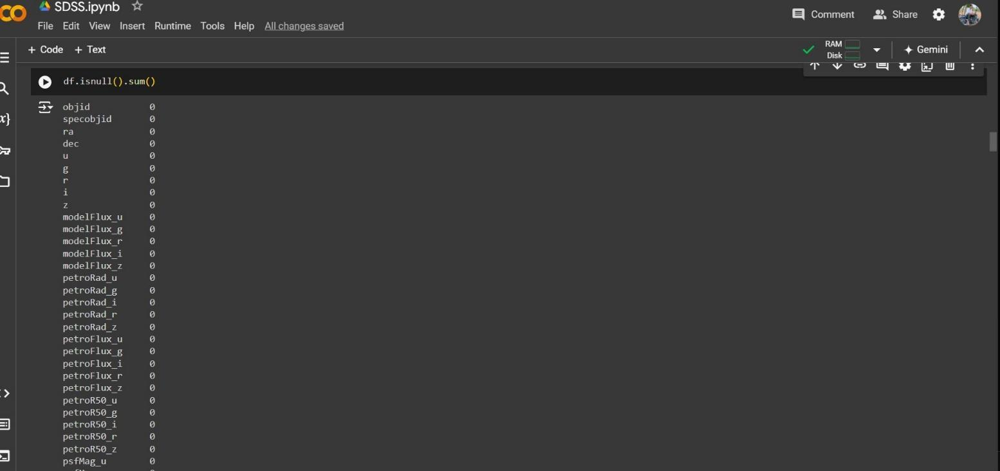 SDSS.ipynb
File Edit View Insert Runtime Tools Help All changes saved
Comment Share
+ Code + Text
RAM
Disk
Gemini
df.isnull().sum()
objid 0
specobjid 0
ra 0
dec 0
u 0
g 0
r 0
i 0
z 0
modelFlux_u 0
modelFlux_g 0
modelFlux_r 0
modelFlux_i 0
modelFlux_z 0
petroRad_u 0
petroRad_g 0
petroRad_i 0
petroRad_r 0
petroRad_z 0
petroFlux_u 0
petroFlux_g 0
petroFlux_i 0
petroFlux_r 0
petroFlux_z 0
petroR50_u 0
petroR50_g 0
petroR50_i 0
petroR50_r 0
petroR50_z 0
psfMag_u 0